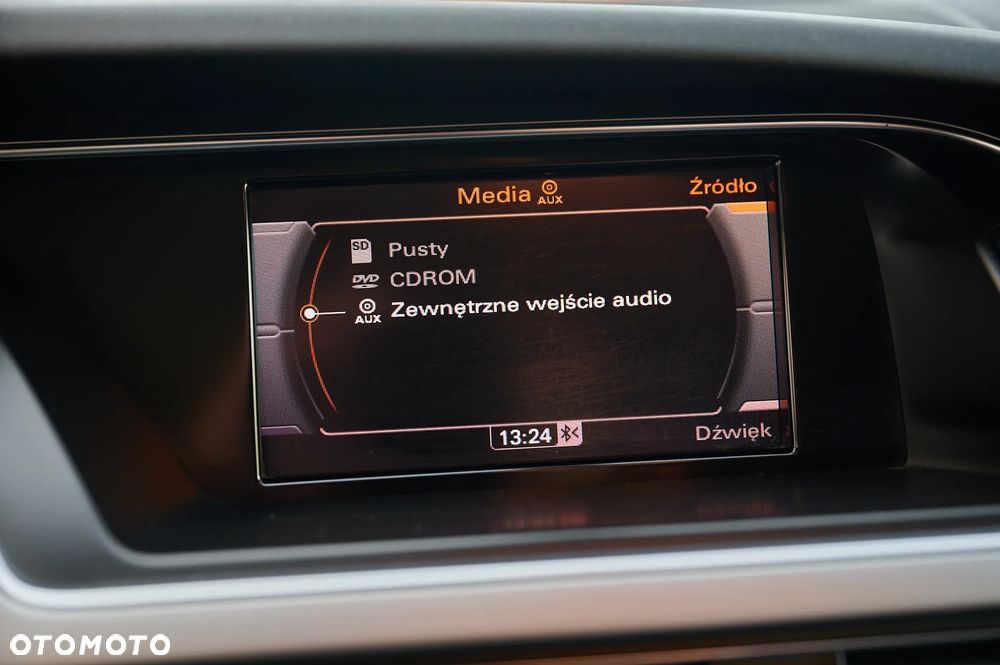 Media AUX
Źródło
SD Pusty
DVD CDROM
AUX Zewnętrzne wejście audio
13:24
Dźwięk
OTOMOTO